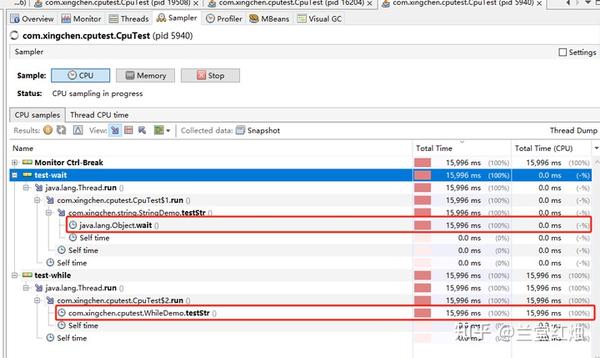 com.xingchen.cputest.CpuTest (pid 19508) com.xingchen.cputest.CpuTest (pid 16204) com.xingchen.cputest.CpuTest (pid 5940)
Overview Monitor Threads Sampler Profiler MBeans Visual GC
com.xingchen.cputest.CpuTest (pid 5940)
Sampler Settings
Sample: CPU Memory Stop
Status: CPU sampling in progress
CPU samples Thread CPU time
Results: View: Collected data: Snapshot Thread Dump
Name Total Time Total Time (CPU)
Monitor Ctrl-Break 15,996 ms (100%) 15,996 ms (100%)
test-wait 15,996 ms (100%) 0.0 ms (-%)
java.lang.Thread.run () 15,996 ms (100%) 0.0 ms (-%)
com.xingchen.cputest.CpuTest$1.run () 15,996 ms (100%) 0.0 ms (-%)
com.xingchen.string.StringDemo.testStr () 15,996 ms (100%) 0.0 ms (-%)
java.lang.Object.wait () 15,996 ms (100%) 0.0 ms (-%)
Self time 0.0 ms (0%) 0.0 ms (-%)
Self time 0.0 ms (0%) 0.0 ms (-%)
Self time 0.0 ms (0%) 0.0 ms (-%)
test-while 15,996 ms (100%) 15,996 ms (100%)
java.lang.Thread.run () 15,996 ms (100%) 15,996 ms (100%)
com.xingchen.cputest.CpuTest$2.run () 15,996 ms (100%) 15,996 ms (100%)
com.xingchen.cputest.WhileDemo.testStr () 15,996 ms (100%) 15,996 ms (100%)
Self time 0.0 ms (0%) 0.0 ms
Self time 0.0 ms
知乎